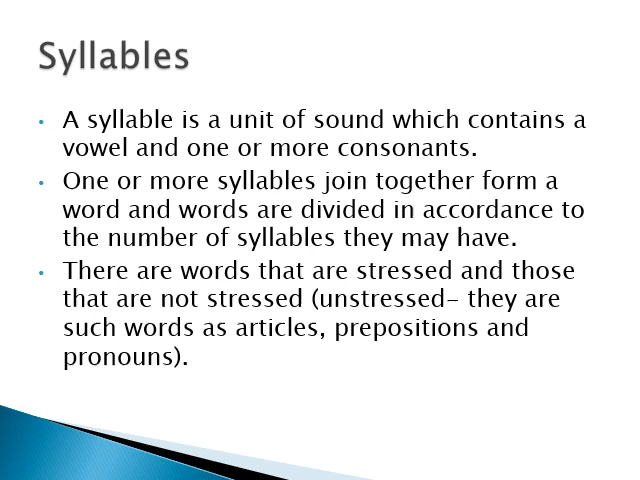 Syllables
• A syllable is a unit of sound which contains a
vowel and one or more consonants.
• One or more syllables join together form a
word and words are divided in accordance to
the number of syllables they may have.
• There are words that are stressed and those
that are not stressed (unstressed- they are
such words as articles, prepositions and
pronouns).